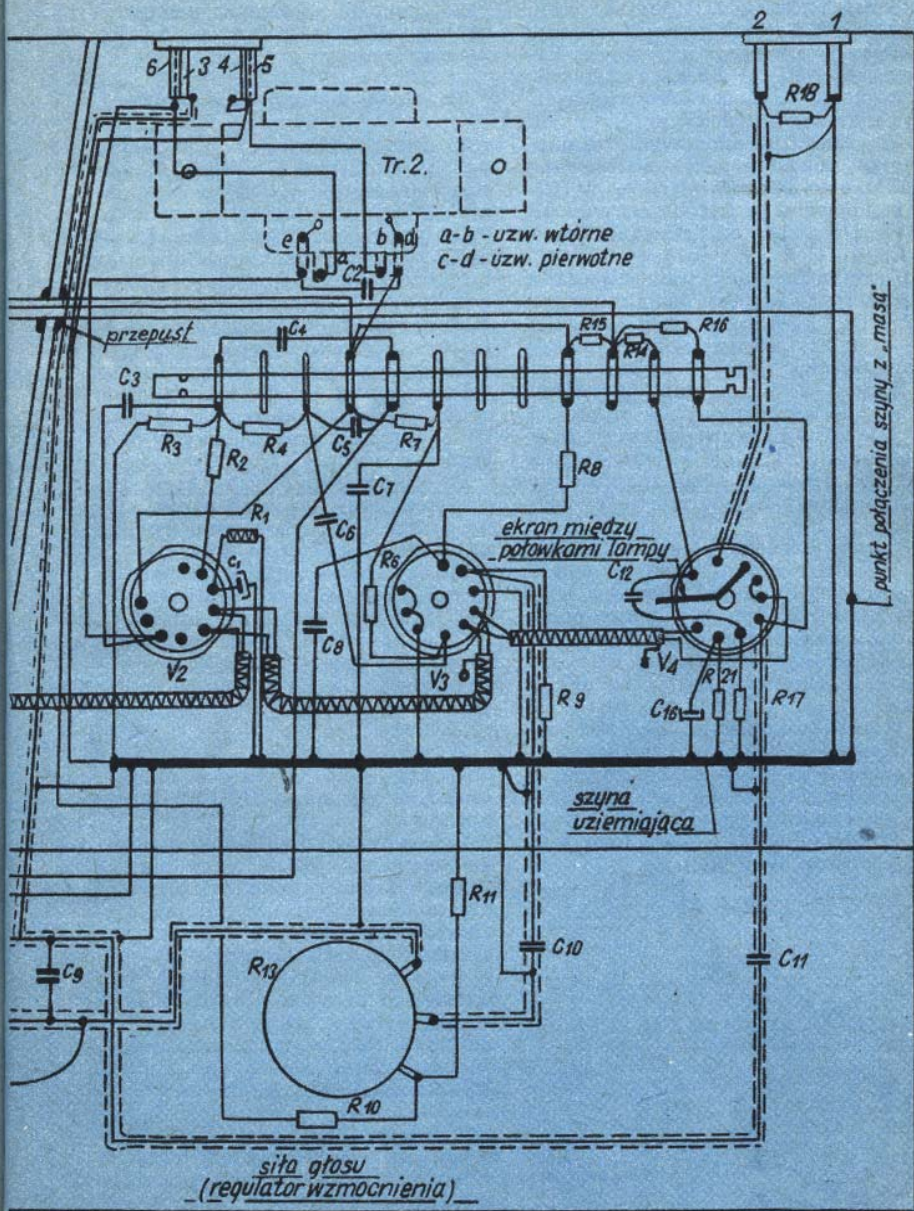 2 1
6 3 4 5
R18
Tr.2.
e a b d
C2
a-b - uzw. wtórne
c-d - uzw. pierwotne
przepust
C4
R15
R14
R16
C3
R3
R4
C5
R7
R2
R8
C7
R1
C6
ekran między
połówkami lampy
C1
R6
C12
C8
V2
V3
V4
R9
C16
R21
R17
punkt połączenia szyny z „masą"
szyna
uziemiająca
R11
C9
R13
C10
C11
R10
siła głosu
(regulator wzmocnienia)